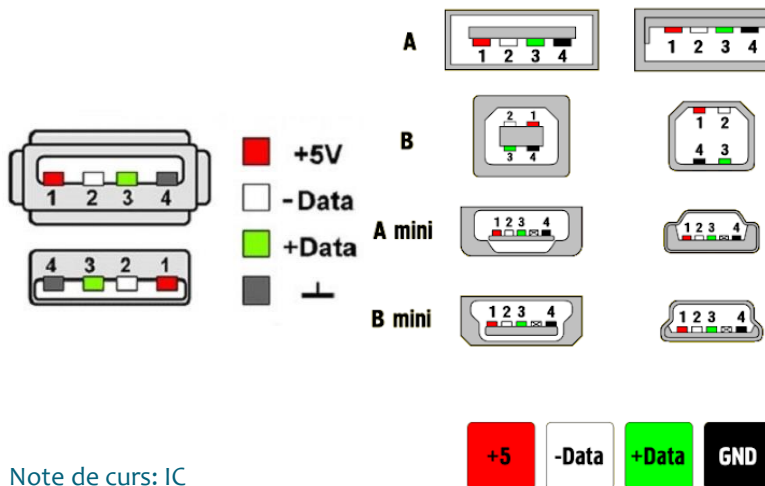 1 2 3 4
4 3 2 1
+5V
-Data
+Data
A
1 2 3 4
1 2 3 4
B
2 1
3 4
1 2
4 3
A mini
1 2 3 4
1 2 3 4
B mini
1 2 3 4
1 2 3 4
+5 -Data +Data GND
Note de curs: IC